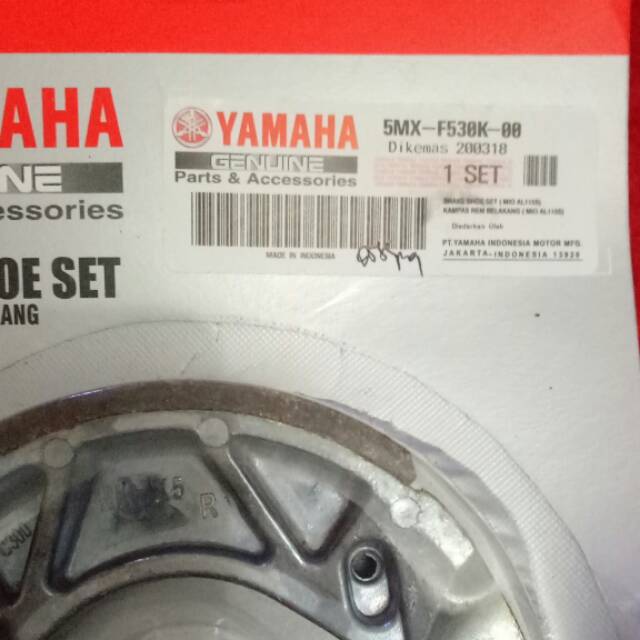 AHA
NE
ssories
OE SET
ANG
YAMAHA
GENUINE
Parts & Accessories
5MX-F530K-00
Dikemas 200318
1 SET
BRAKE SHOE SET ( MIO AL115S)
KAMPAS REM BELAKANG ( MIO AL115S)
Diedarkan Oleh
PT.YAMAHA INDONESIA MOTOR MFG.
JAKARTA-INDONESIA 13920
MADE IN INDONESIA
5 R